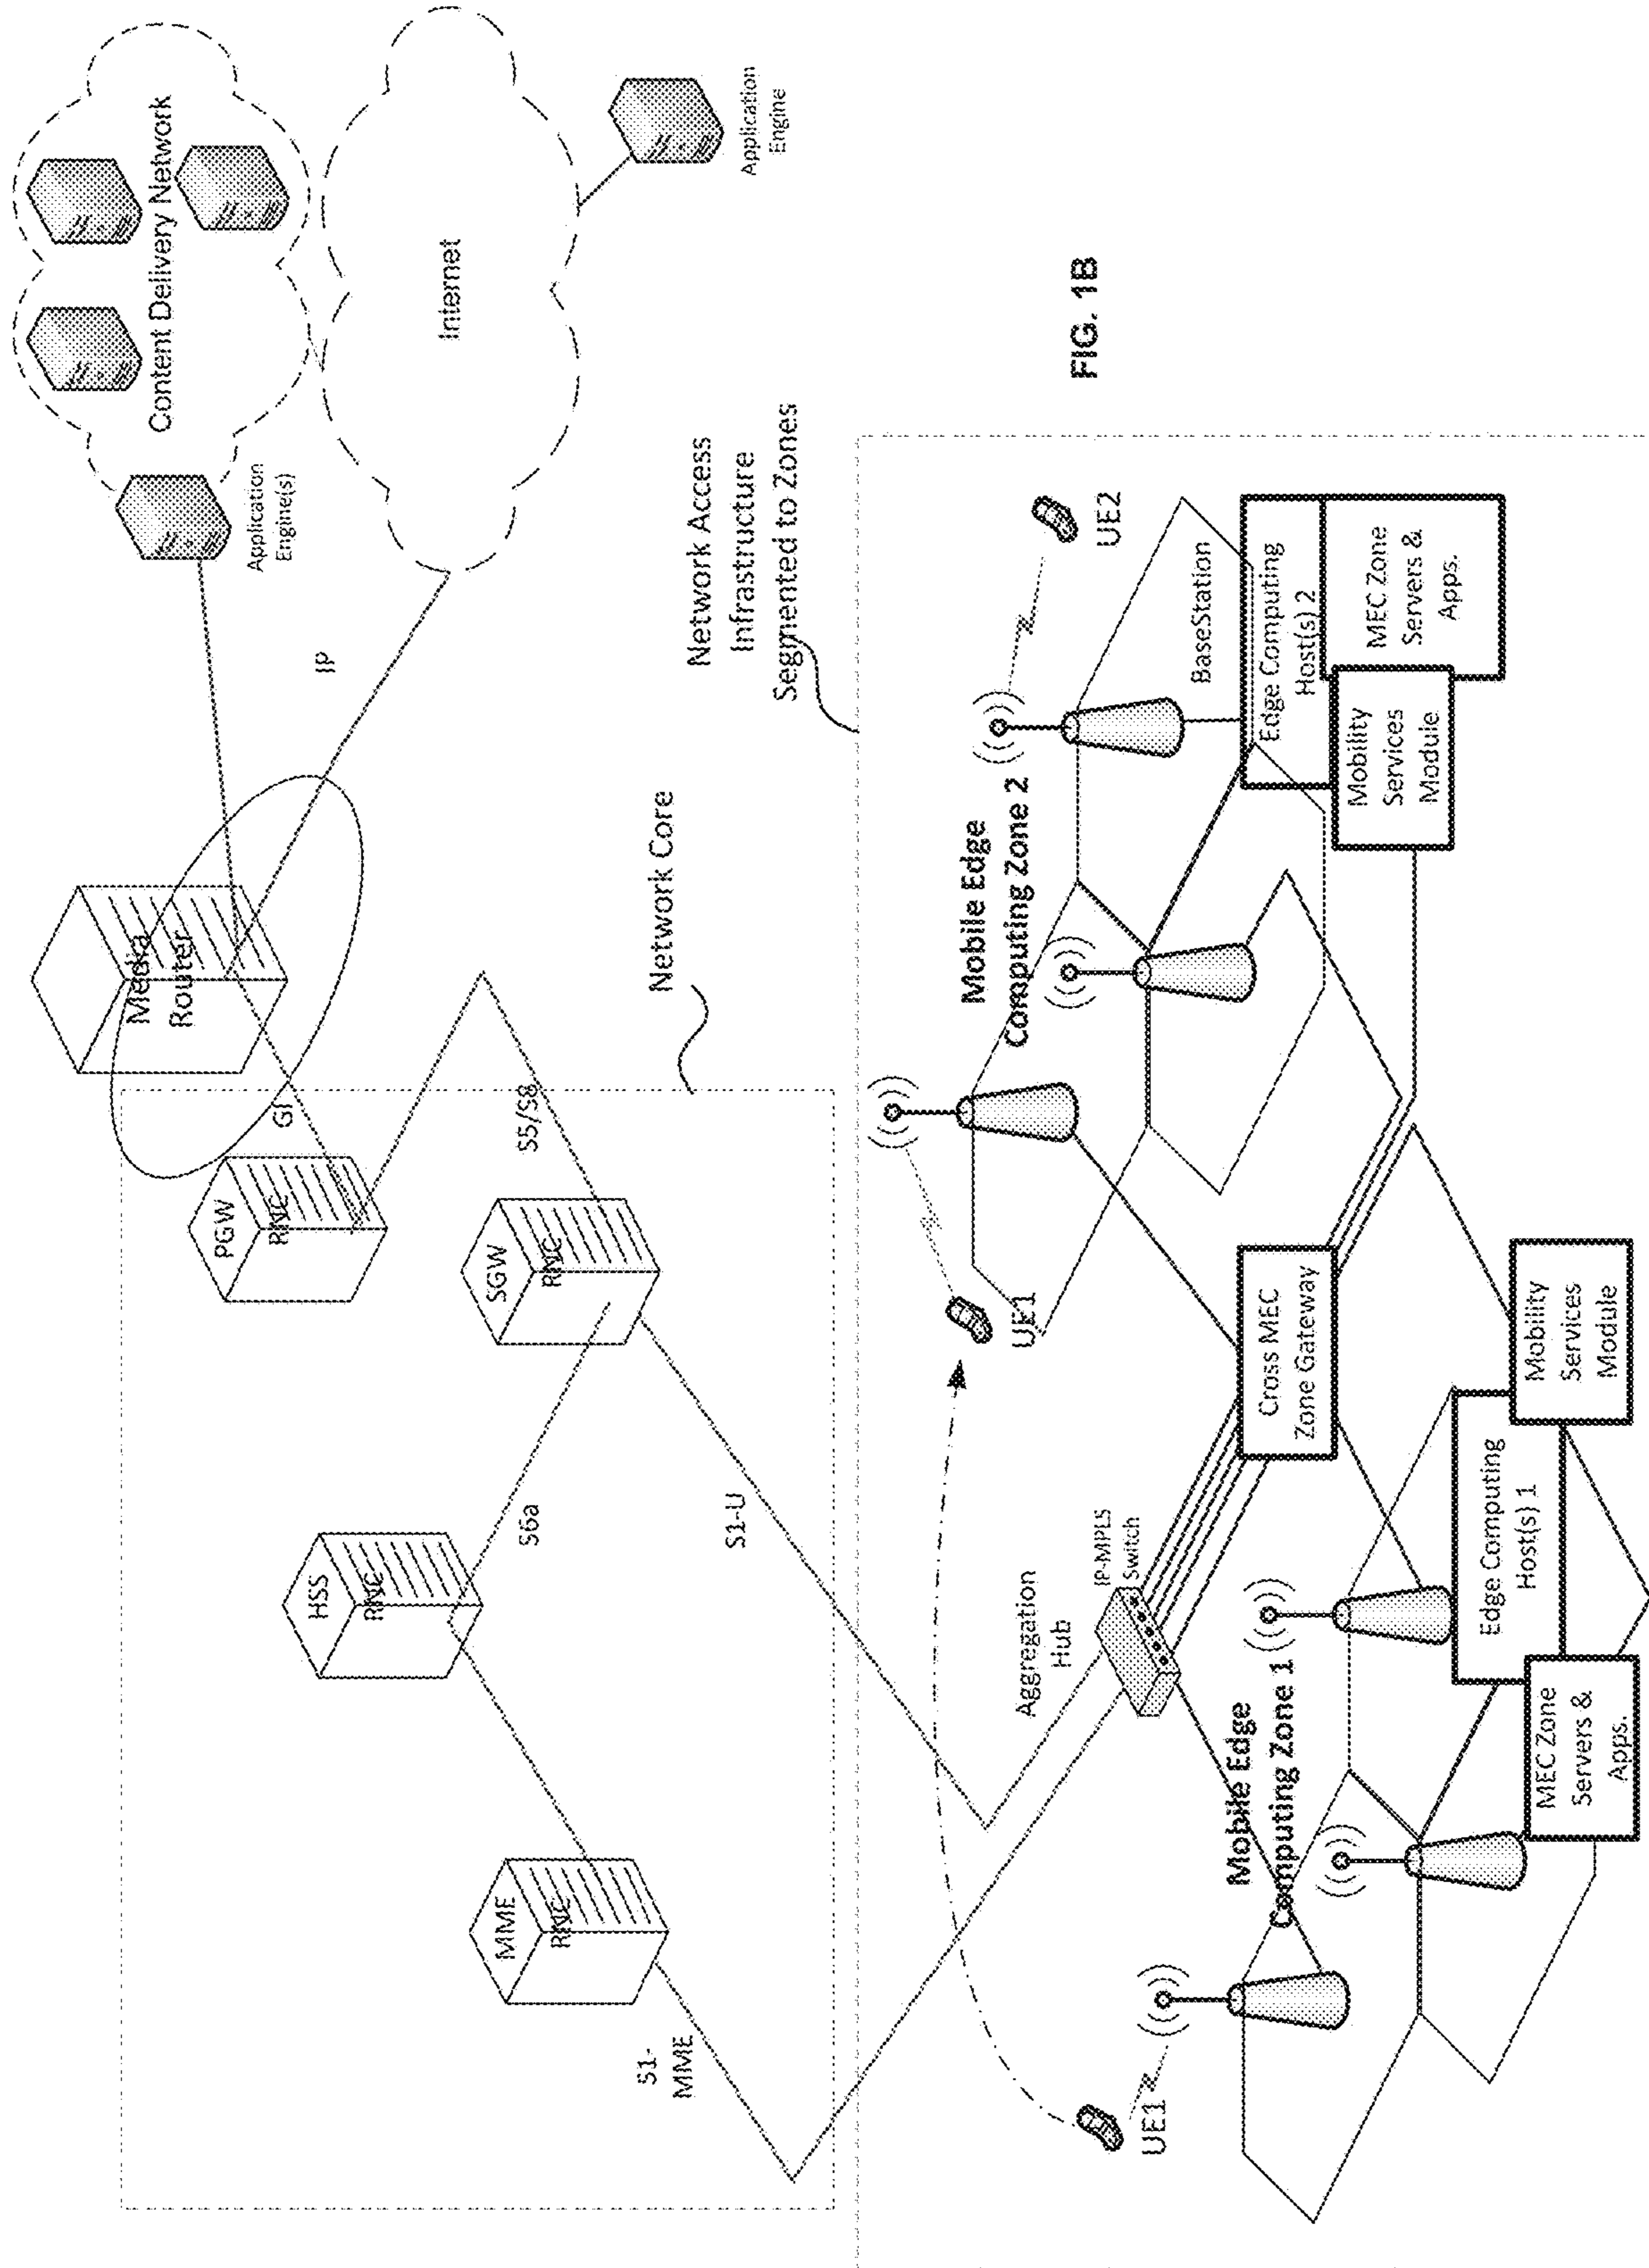 Content Delivery Network
Application
Engine(s)
Internet
Application
Engine
IP
Media
Router
Gi
Network Core
PGW
RNC
S5/S8
SGW
RNC
HSS
RNC
S6a
S1-U
MME
RNC
S1-
MME
Network Access
Infrastructure
Segmented to Zones
FIG. 1B
UE1
UE1
UE2
Mobile Edge
Computing Zone 2
BaseStation
Edge Computing
Host(s) 2
MEC Zone
Servers &
Apps.
Mobility
Services
Module
Aggregation
Hub
IP-MPLS
Switch
Cross MEC
Zone Gateway
Mobile Edge
Computing Zone 1
Edge Computing
Host(s) 1
MEC Zone
Servers &
Apps.
Mobility
Services
Module